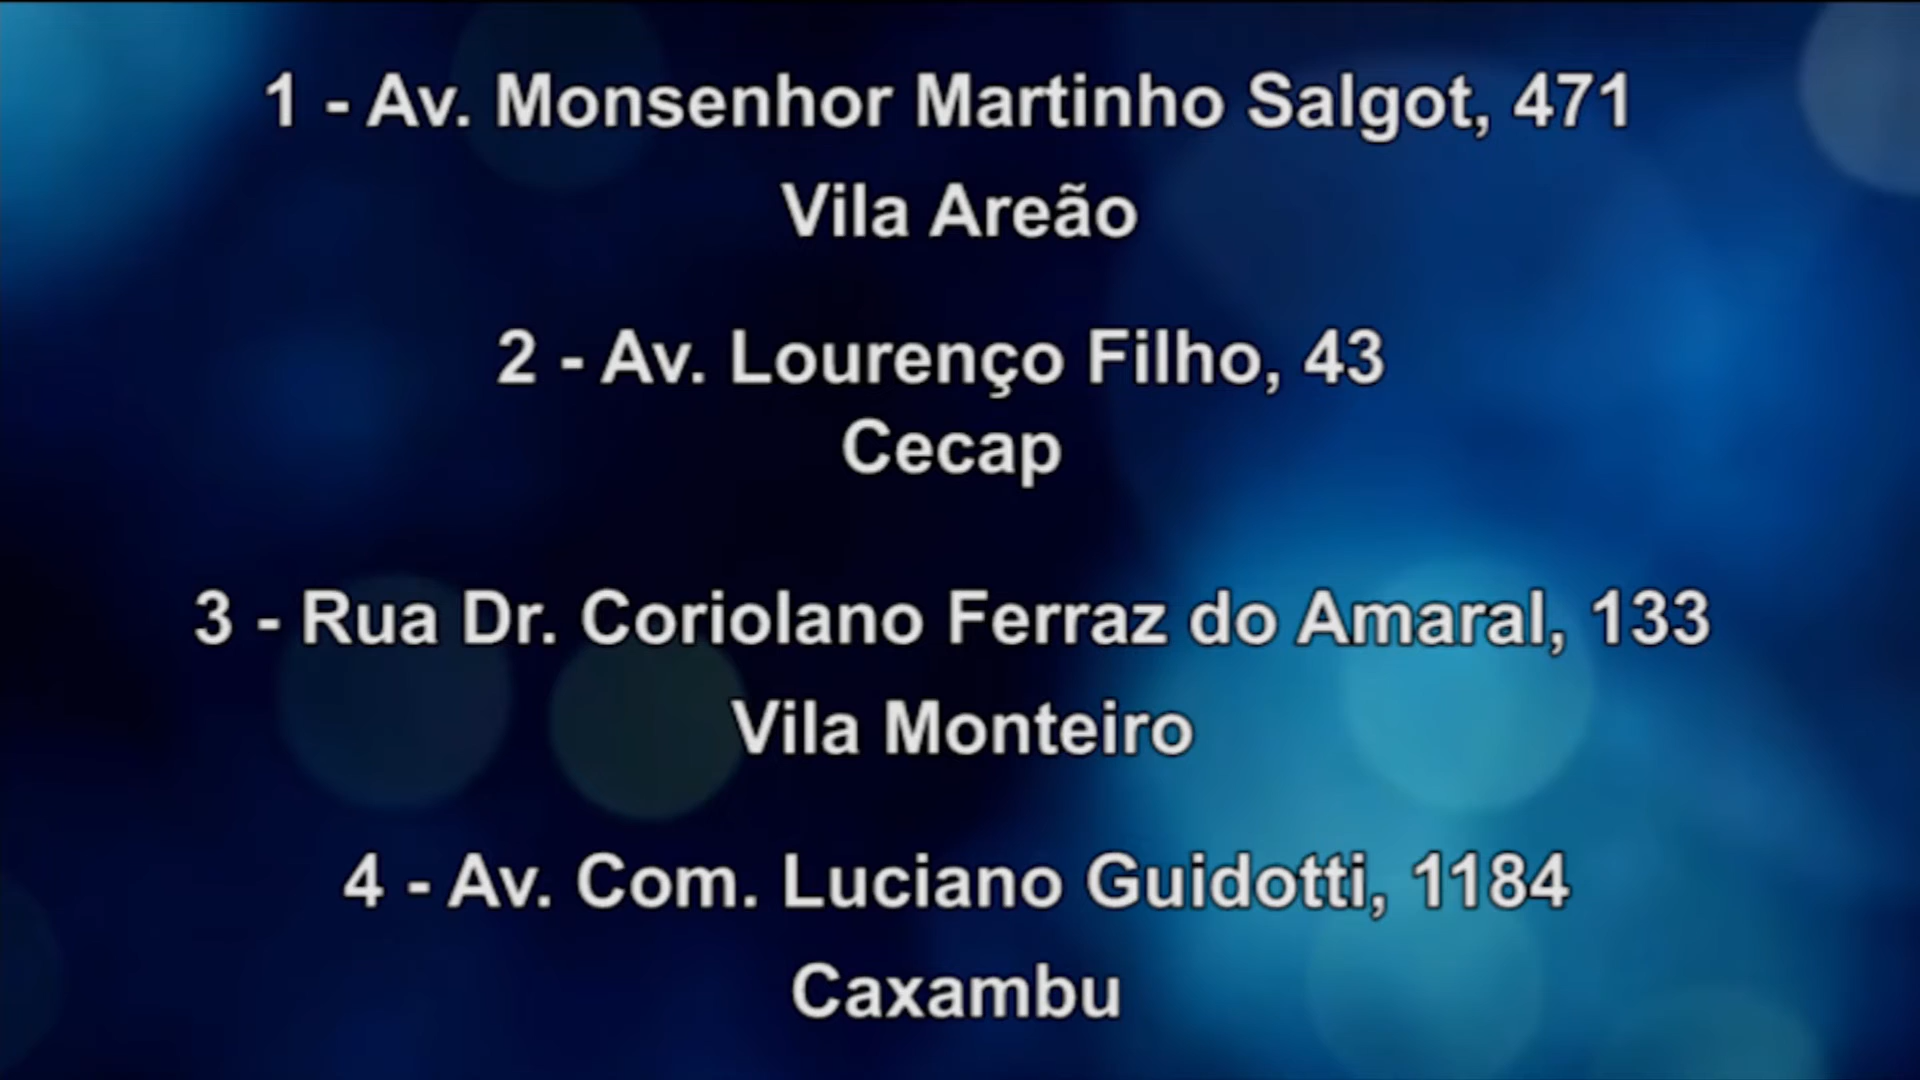 1 - Av. Monsenhor Martinho Salgot, 471
Vila Areão
2 - Av. Lourenço Filho, 43
Cecap
3 - Rua Dr. Coriolano Ferraz do Amaral, 133
Vila Monteiro
4 - Av. Com. Luciano Guidotti, 1184
Caxambu